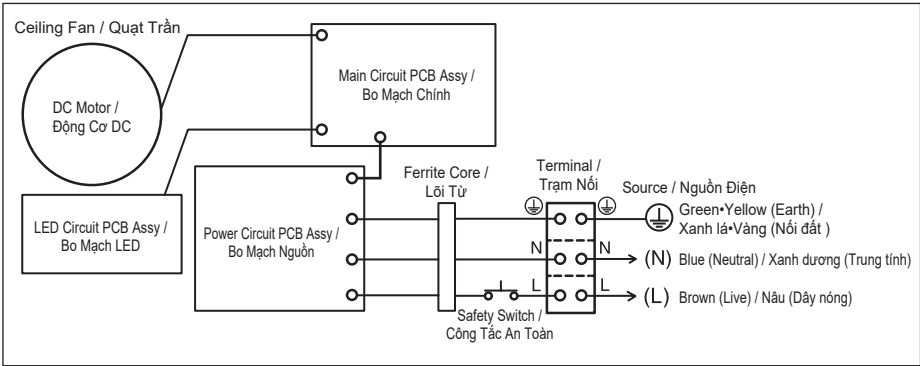 Ceiling Fan / Quạt Trần
DC Motor /
Động Cơ DC
Main Circuit PCB Assy /
Bo Mạch Chính
LED Circuit PCB Assy /
Bo Mạch LED
Power Circuit PCB Assy /
Bo Mạch Nguồn
Ferrite Core /
Lõi Từ
Terminal /
Trạm Nối
Source / Nguồn Điện
Green•Yellow (Earth) /
Xanh lá•Vàng (Nối đất )
N N
(N) Blue (Neutral) / Xanh dương (Trung tính)
L L
(L) Brown (Live) / Nâu (Dây nóng)
Safety Switch /
Công Tắc An Toàn